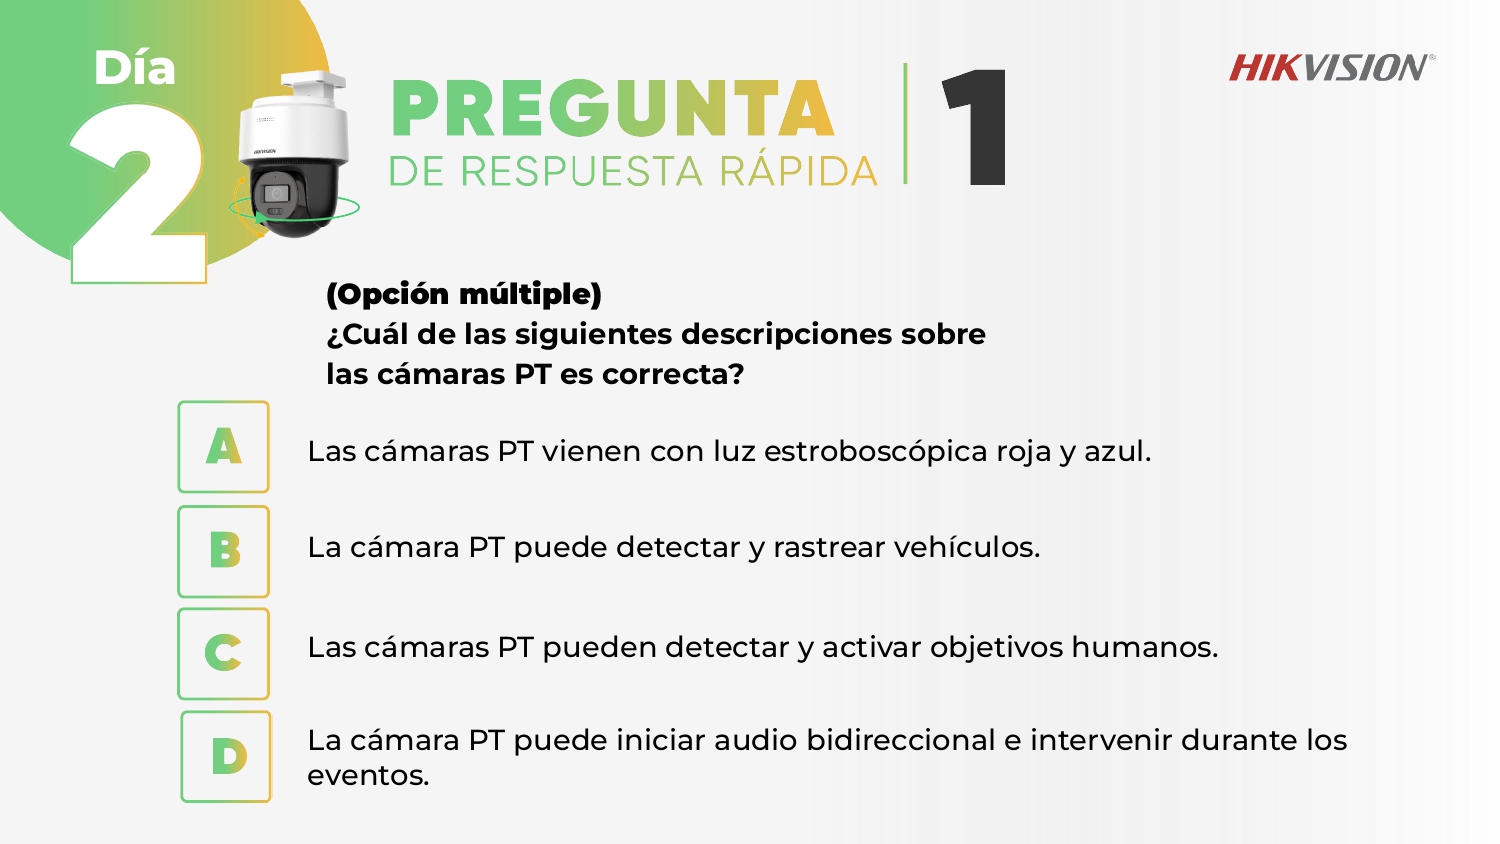 Día
2
PREGUNTA
DE RESPUESTA RÁPIDA
1
HIKVISION®
HIKVISION
(Opción múltiple)
¿Cuál de las siguientes descripciones sobre
las cámaras PT es correcta?
A
Las cámaras PT vienen con luz estroboscópica roja y azul.
B
La cámara PT puede detectar y rastrear vehículos.
C
Las cámaras PT pueden detectar y activar objetivos humanos.
D
La cámara PT puede iniciar audio bidireccional e intervenir durante los
eventos.